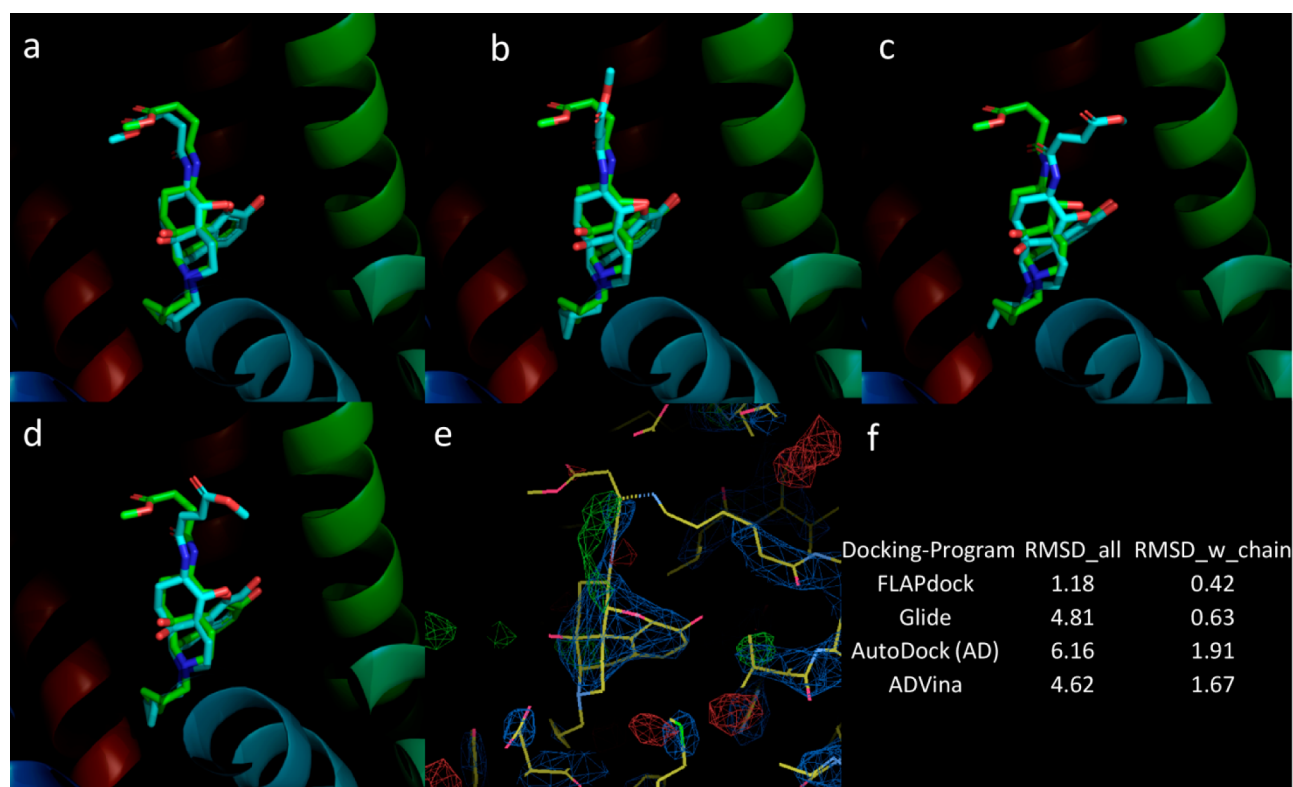 a
b
c
d
e
f
Docking-Program RMSD_all RMSD_w_chain
FLAPdock 1.18 0.42
Glide 4.81 0.63
AutoDock (AD) 6.16 1.91
ADVina 4.62 1.67